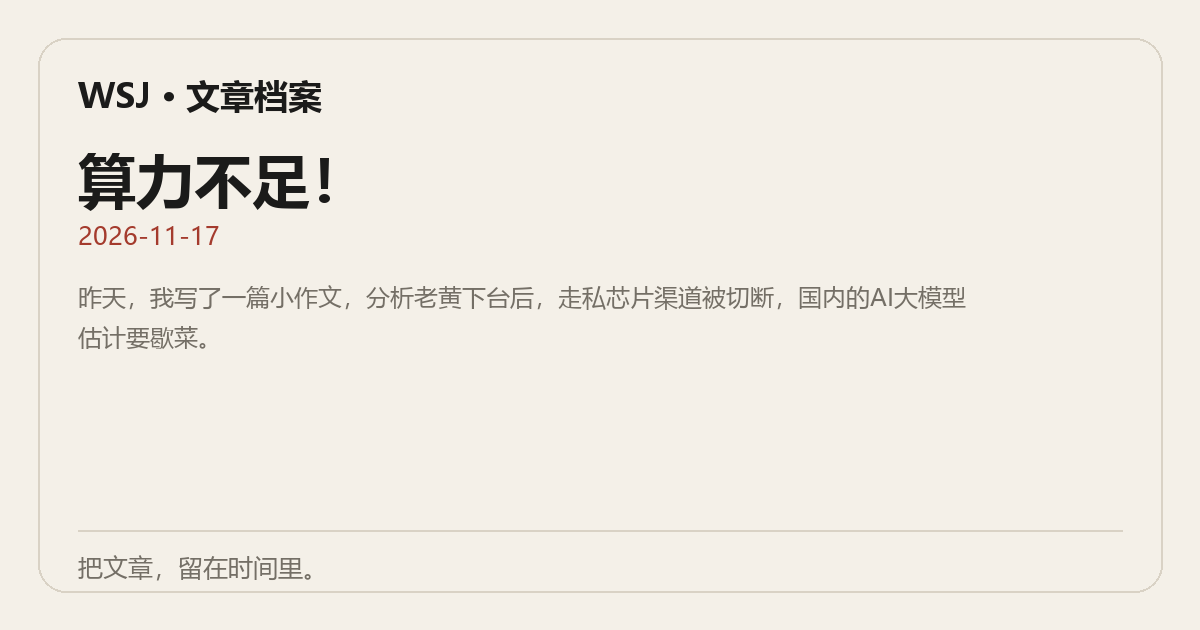 WSJ · 文章档案
算力不足！
2026-11-17
昨天，我写了一篇小作文，分析老黄下台后，走私芯片渠道被切断，国内的AI大模型
估计要歇菜。
把文章，留在时间里。